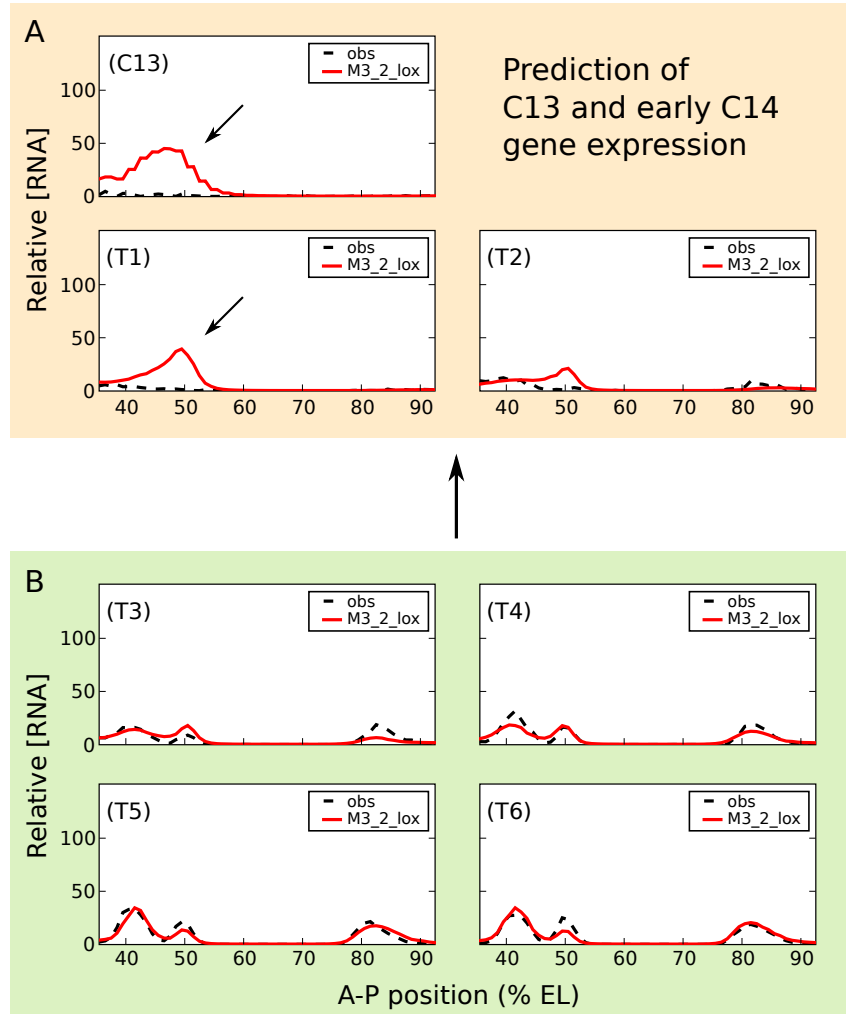 A
(C13)
obs
M3_2_lox
Prediction of
C13 and early C14
gene expression
100
50
0
Relative [RNA]
(T1)
obs
M3_2_lox
100
50
0
40 50 60 70 80 90
(T2)
obs
M3_2_lox
40 50 60 70 80 90
B
(T3)
obs
M3_2_lox
100
50
0
(T4)
obs
M3_2_lox
Relative [RNA]
(T5)
obs
M3_2_lox
100
50
0
40 50 60 70 80 90
(T6)
obs
M3_2_lox
40 50 60 70 80 90
A-P position (% EL)